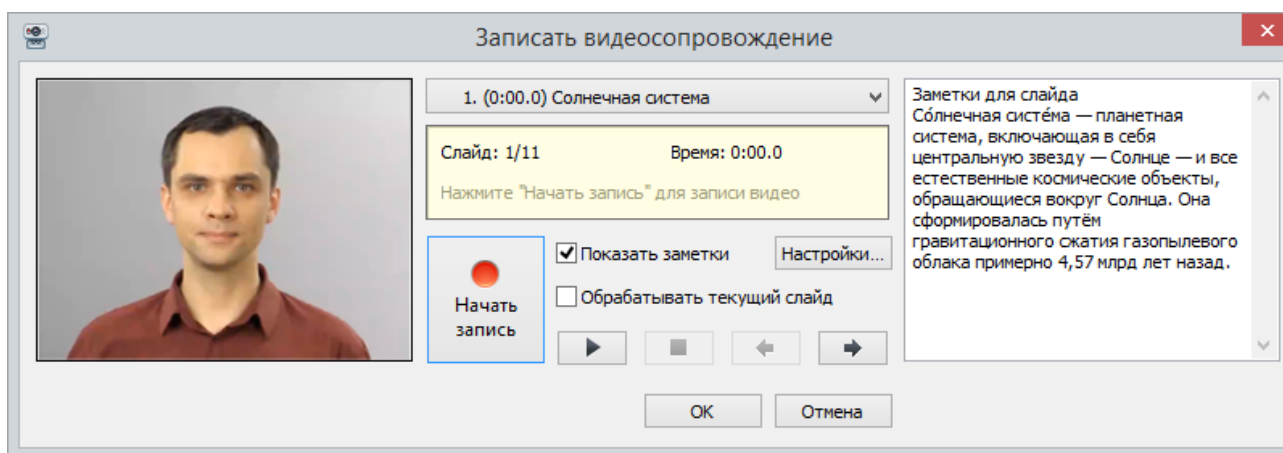 Записать видеосопровождение
1. (0:00.0) Солнечная система
Слайд: 1/11 Время: 0:00.0
Нажмите "Начать запись" для записи видео
Начать
запись
Показать заметки
Настройки...
Обрабатывать текущий слайд
OK
Отмена
Заметки для слайда
Со́лнечная систе́ма — планетная
система, включающая в себя
центральную звезду — Солнце — и все
естественные космические объекты,
обращающиеся вокруг Солнца. Она
сформировалась путём
гравитационного сжатия газопылевого
облака примерно 4,57 млрд лет назад.